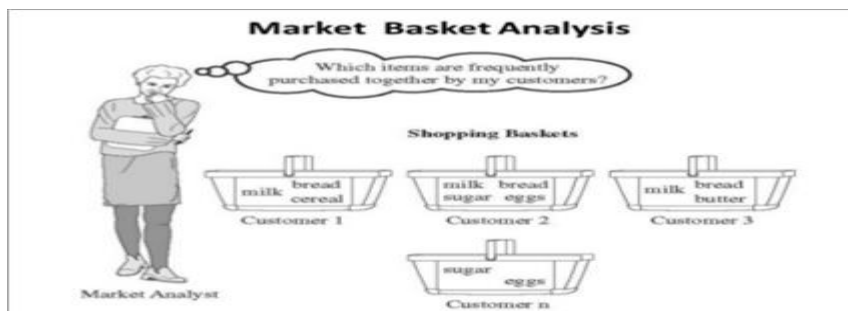 Market Basket Analysis
Which items are frequently
purchased together by my customers?
Shopping Baskets
milk bread
cereal
Customer 1
milk bread
sugar eggs
Customer 2
milk bread
butter
Customer 3
sugar
eggs
Customer n
Market Analyst